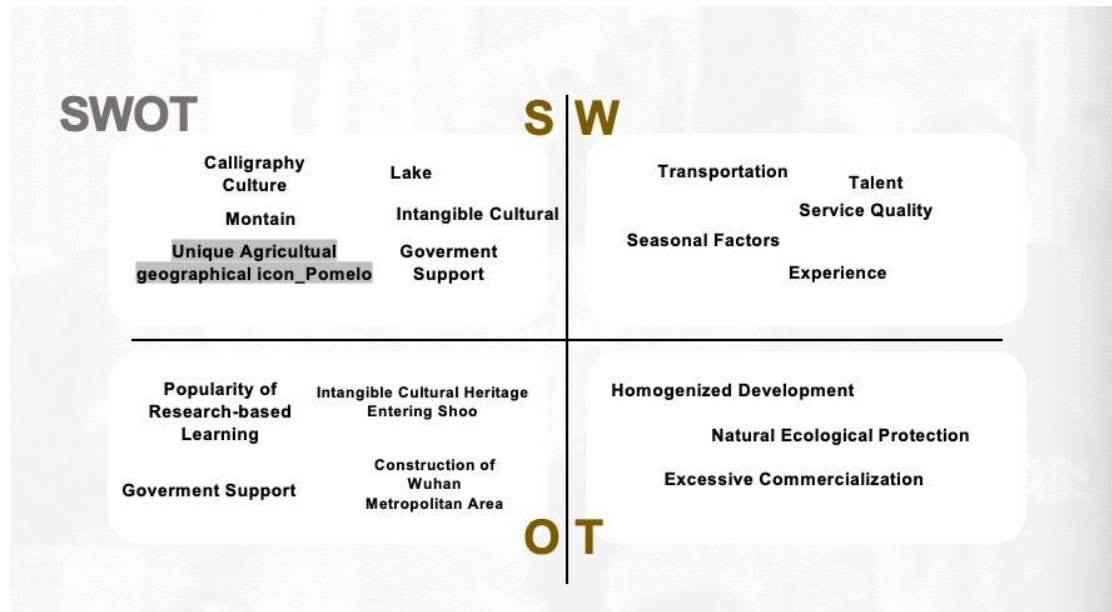 SWOT
S
W
Calligraphy
Culture
Lake
Montain
Intangible Cultural
Unique Agricultual
geographical icon_Pomelo
Goverment
Support
Transportation
Talent
Service Quality
Seasonal Factors
Experience
Popularity of
Research-based
Learning
Intangible Cultural Heritage
Entering Shoo
Goverment Support
Construction of
Wuhan
Metropolitan Area
Homogenized Development
Natural Ecological Protection
Excessive Commercialization
O
T